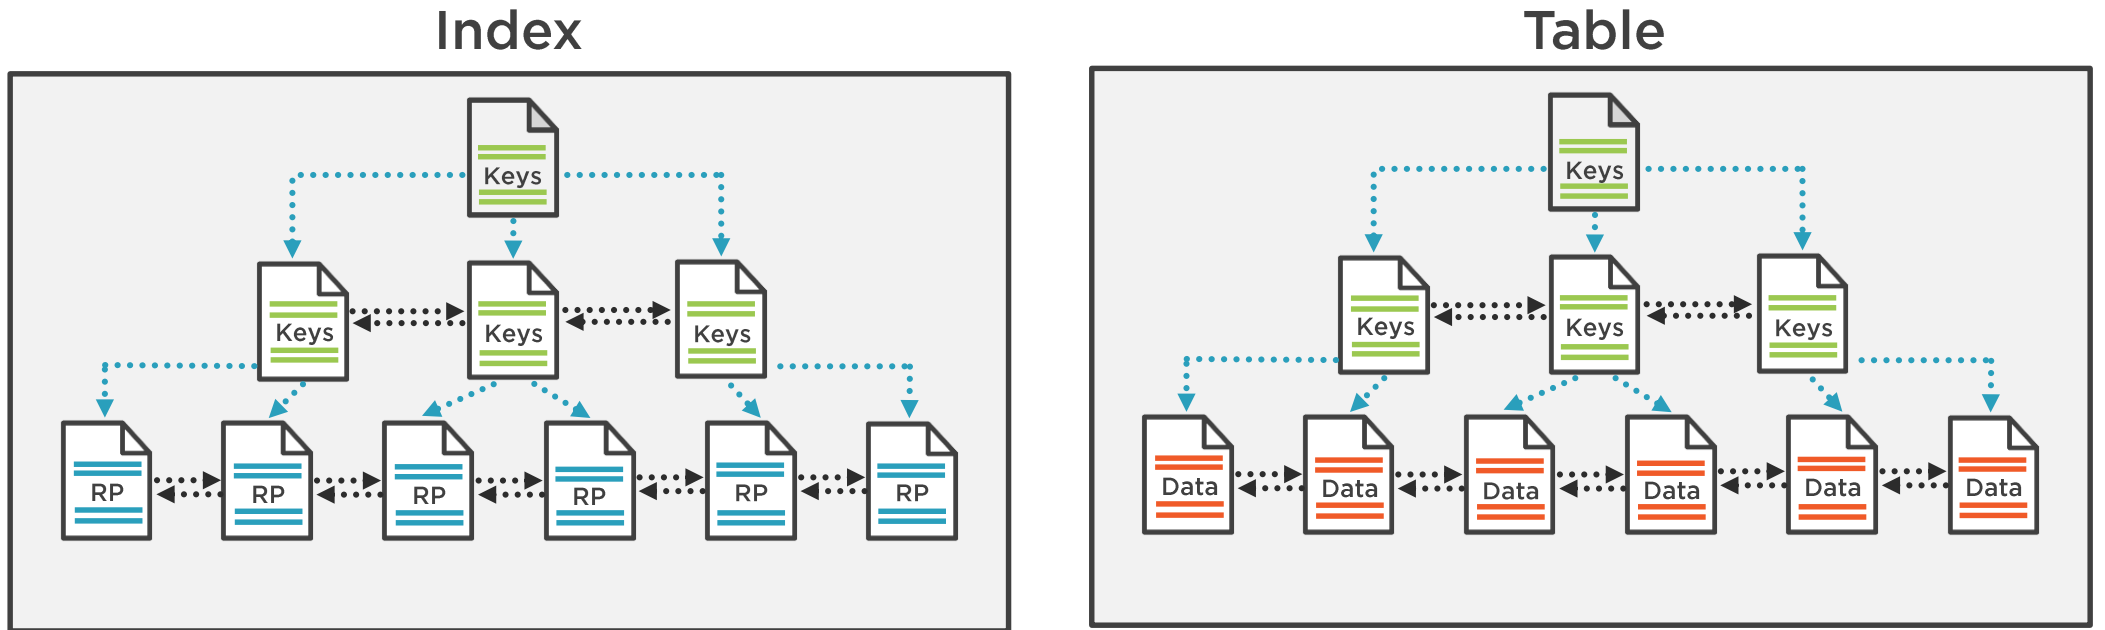 Index
Table
Keys
Keys Keys Keys
RP RP RP RP RP RP
Keys
Keys Keys Keys
Data Data Data Data Data Data